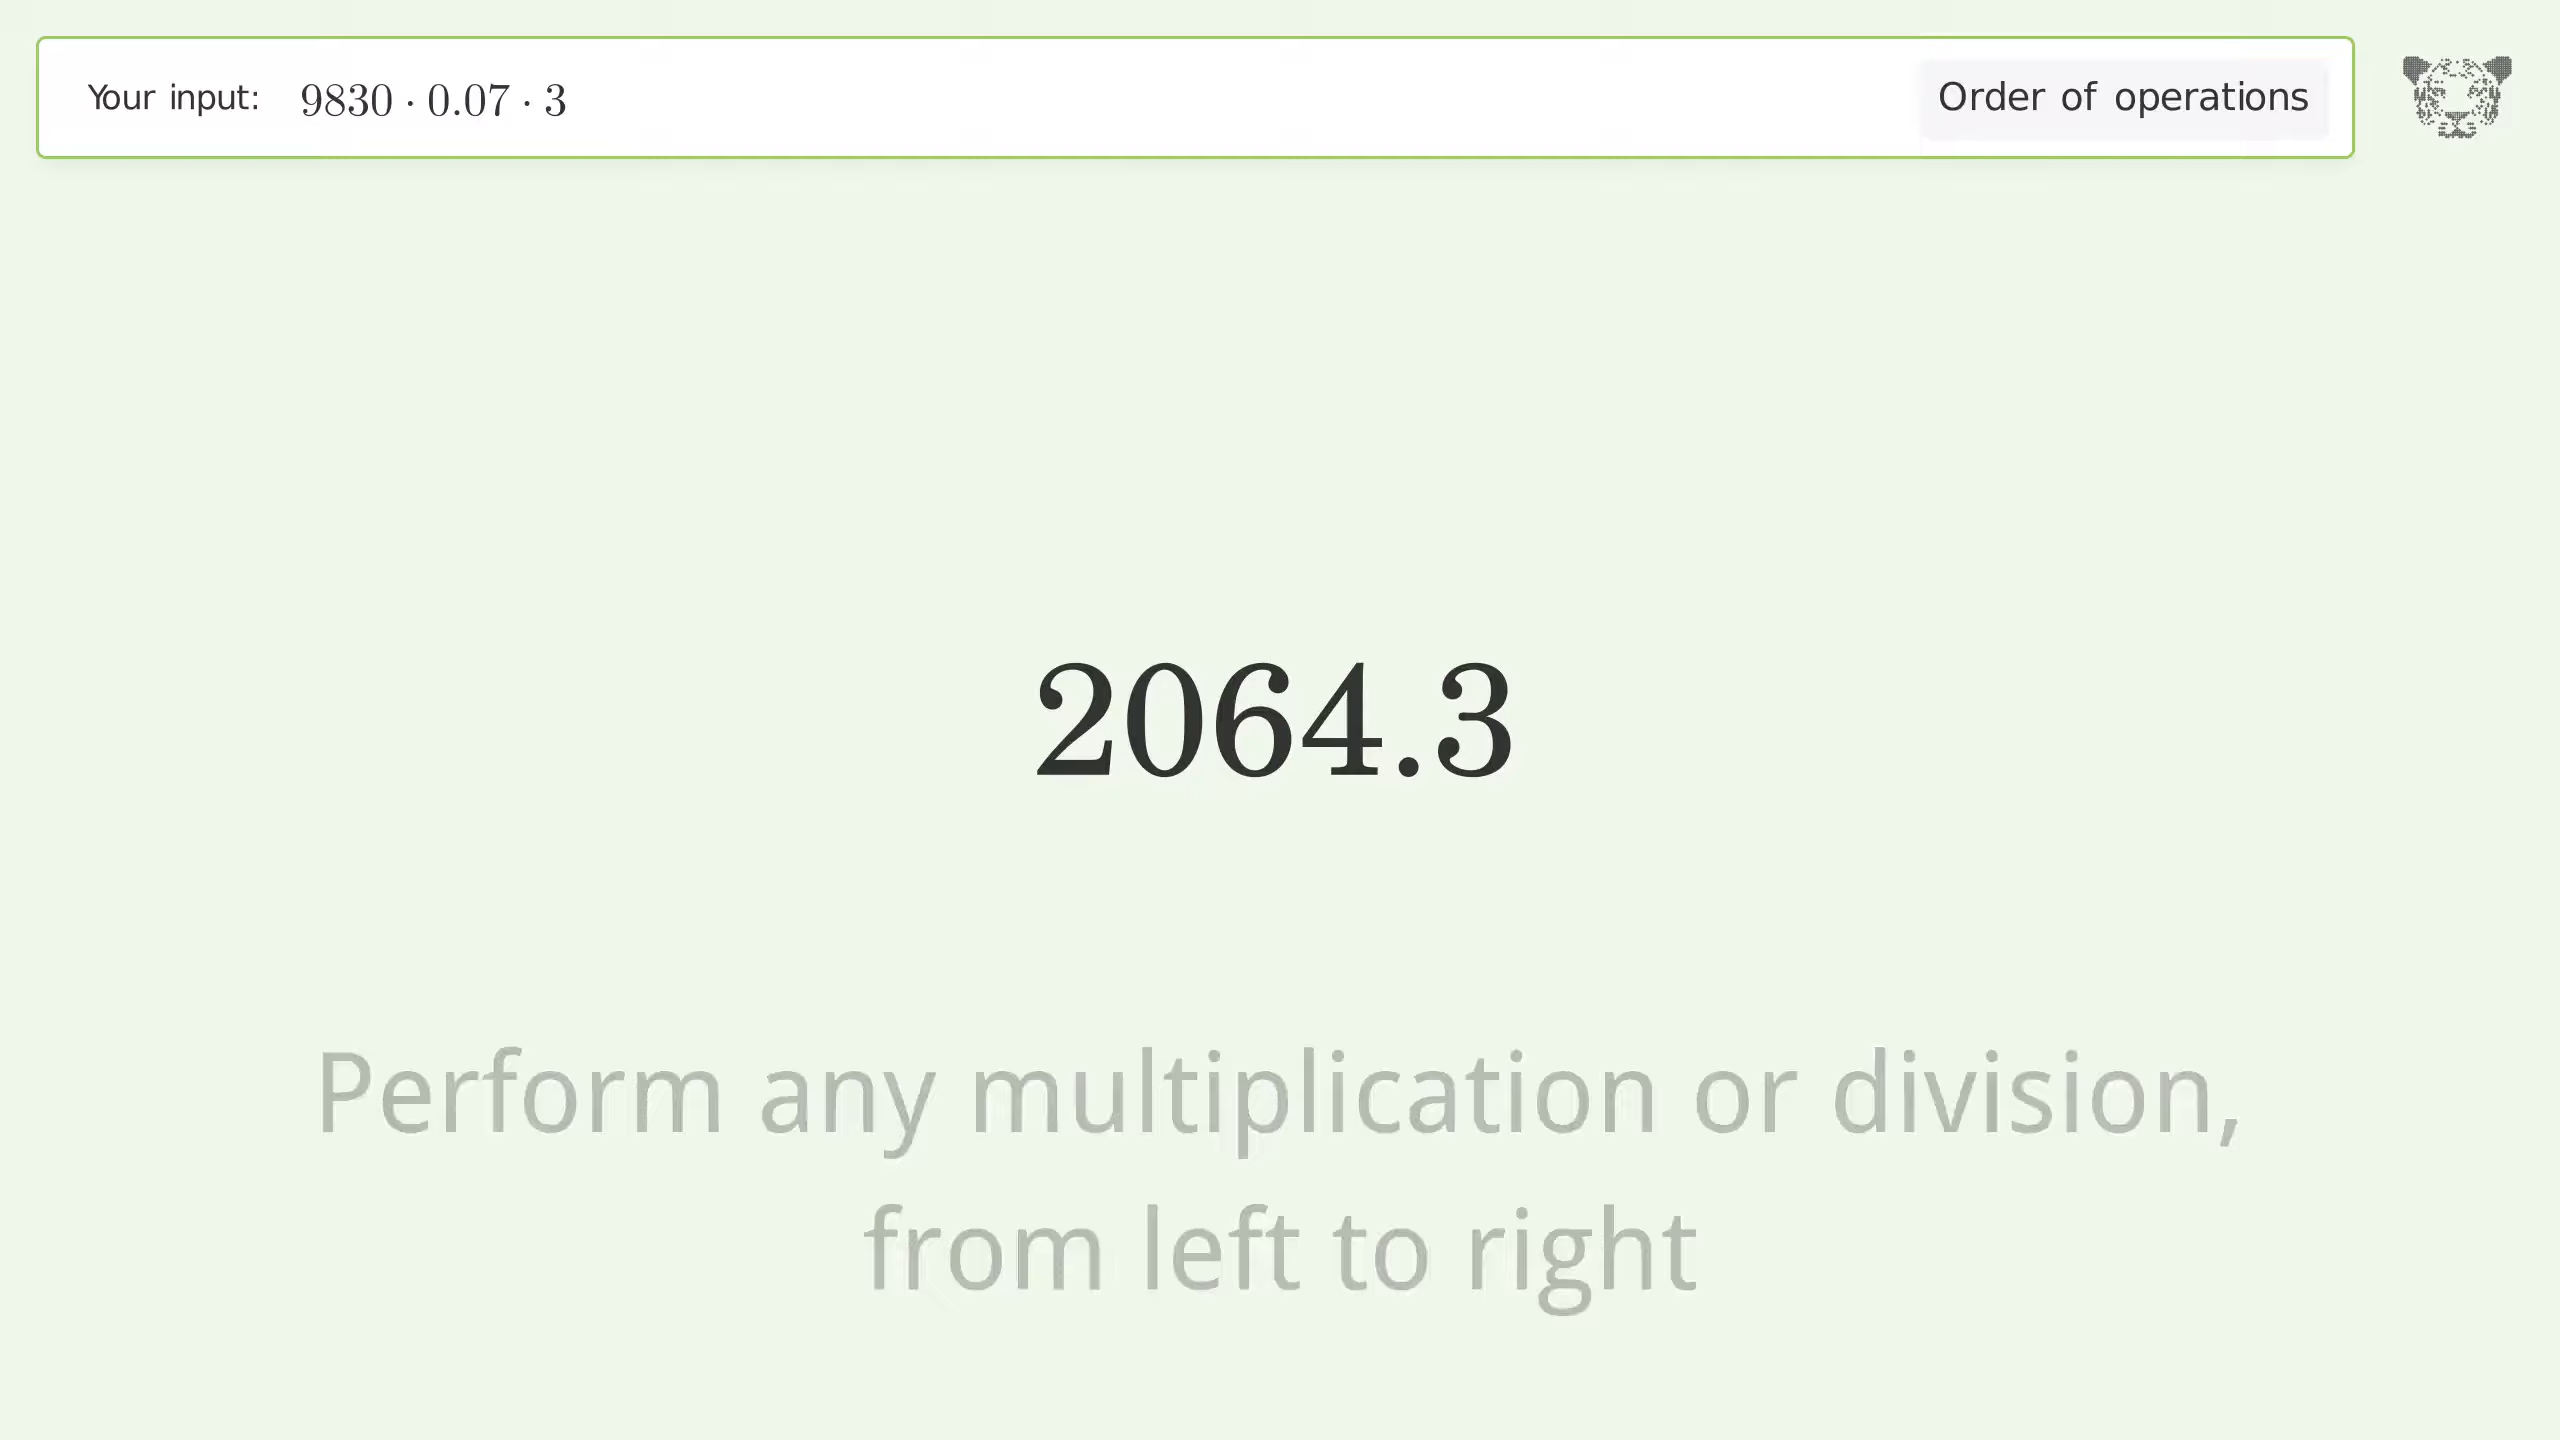 Your input: 9830 · 0.07 · 3
Order of operations
2064.3
Perform any multiplication or division,
from left to right